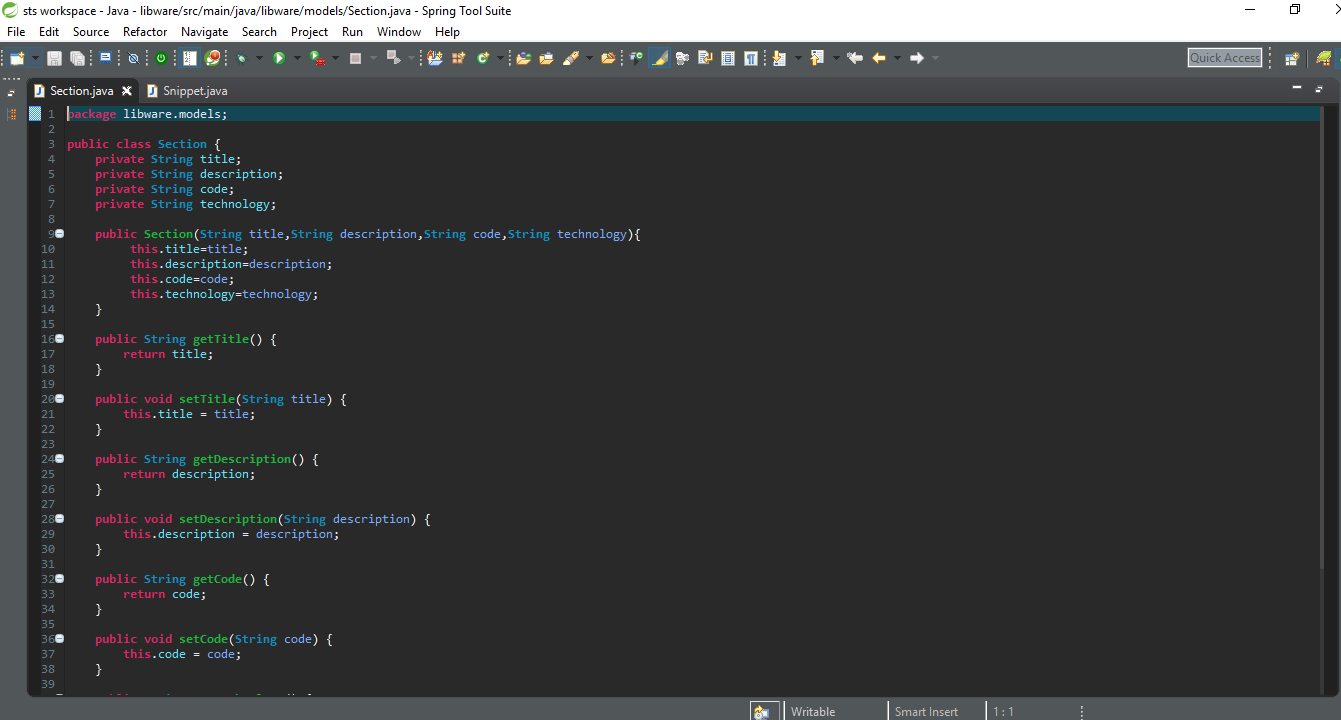 sts workspace - Java - libware/src/main/java/libware/models/Section.java - Spring Tool Suite
File Edit Source Refactor Navigate Search Project Run Window Help
Quick Access
Section.java Snippet.java
1 package libware.models;
2
3 public class Section {
4 private String title;
5 private String description;
6 private String code;
7 private String technology;
8
9 public Section(String title,String description,String code,String technology){
10 this.title=title;
11 this.description=description;
12 this.code=code;
13 this.technology=technology;
14 }
15
16 public String getTitle() {
17 return title;
18 }
19
20 public void setTitle(String title) {
21 this.title = title;
22 }
23
24 public String getDescription() {
25 return description;
26 }
27
28 public void setDescription(String description) {
29 this.description = description;
30 }
31
32 public String getCode() {
33 return code;
34 }
35
36 public void setCode(String code) {
37 this.code = code;
38 }
39
Writable Smart Insert 1 : 1